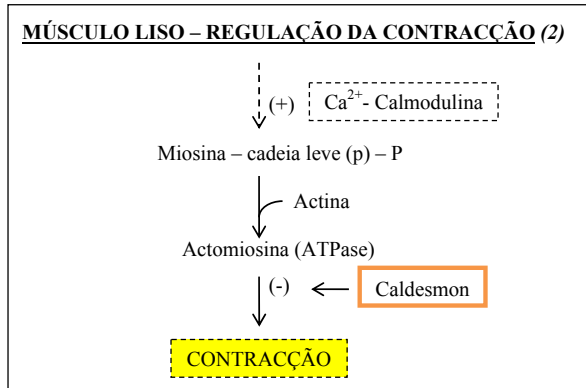 MÚSCULO LISO – REGULAÇÃO DA CONTRACÇÃO (2)
(+)
Ca²⁺- Calmodulina
Miosina – cadeia leve (p) – P
Actina
Actomiosina (ATPase)
(-)
Caldesmon
CONTRACÇÃO